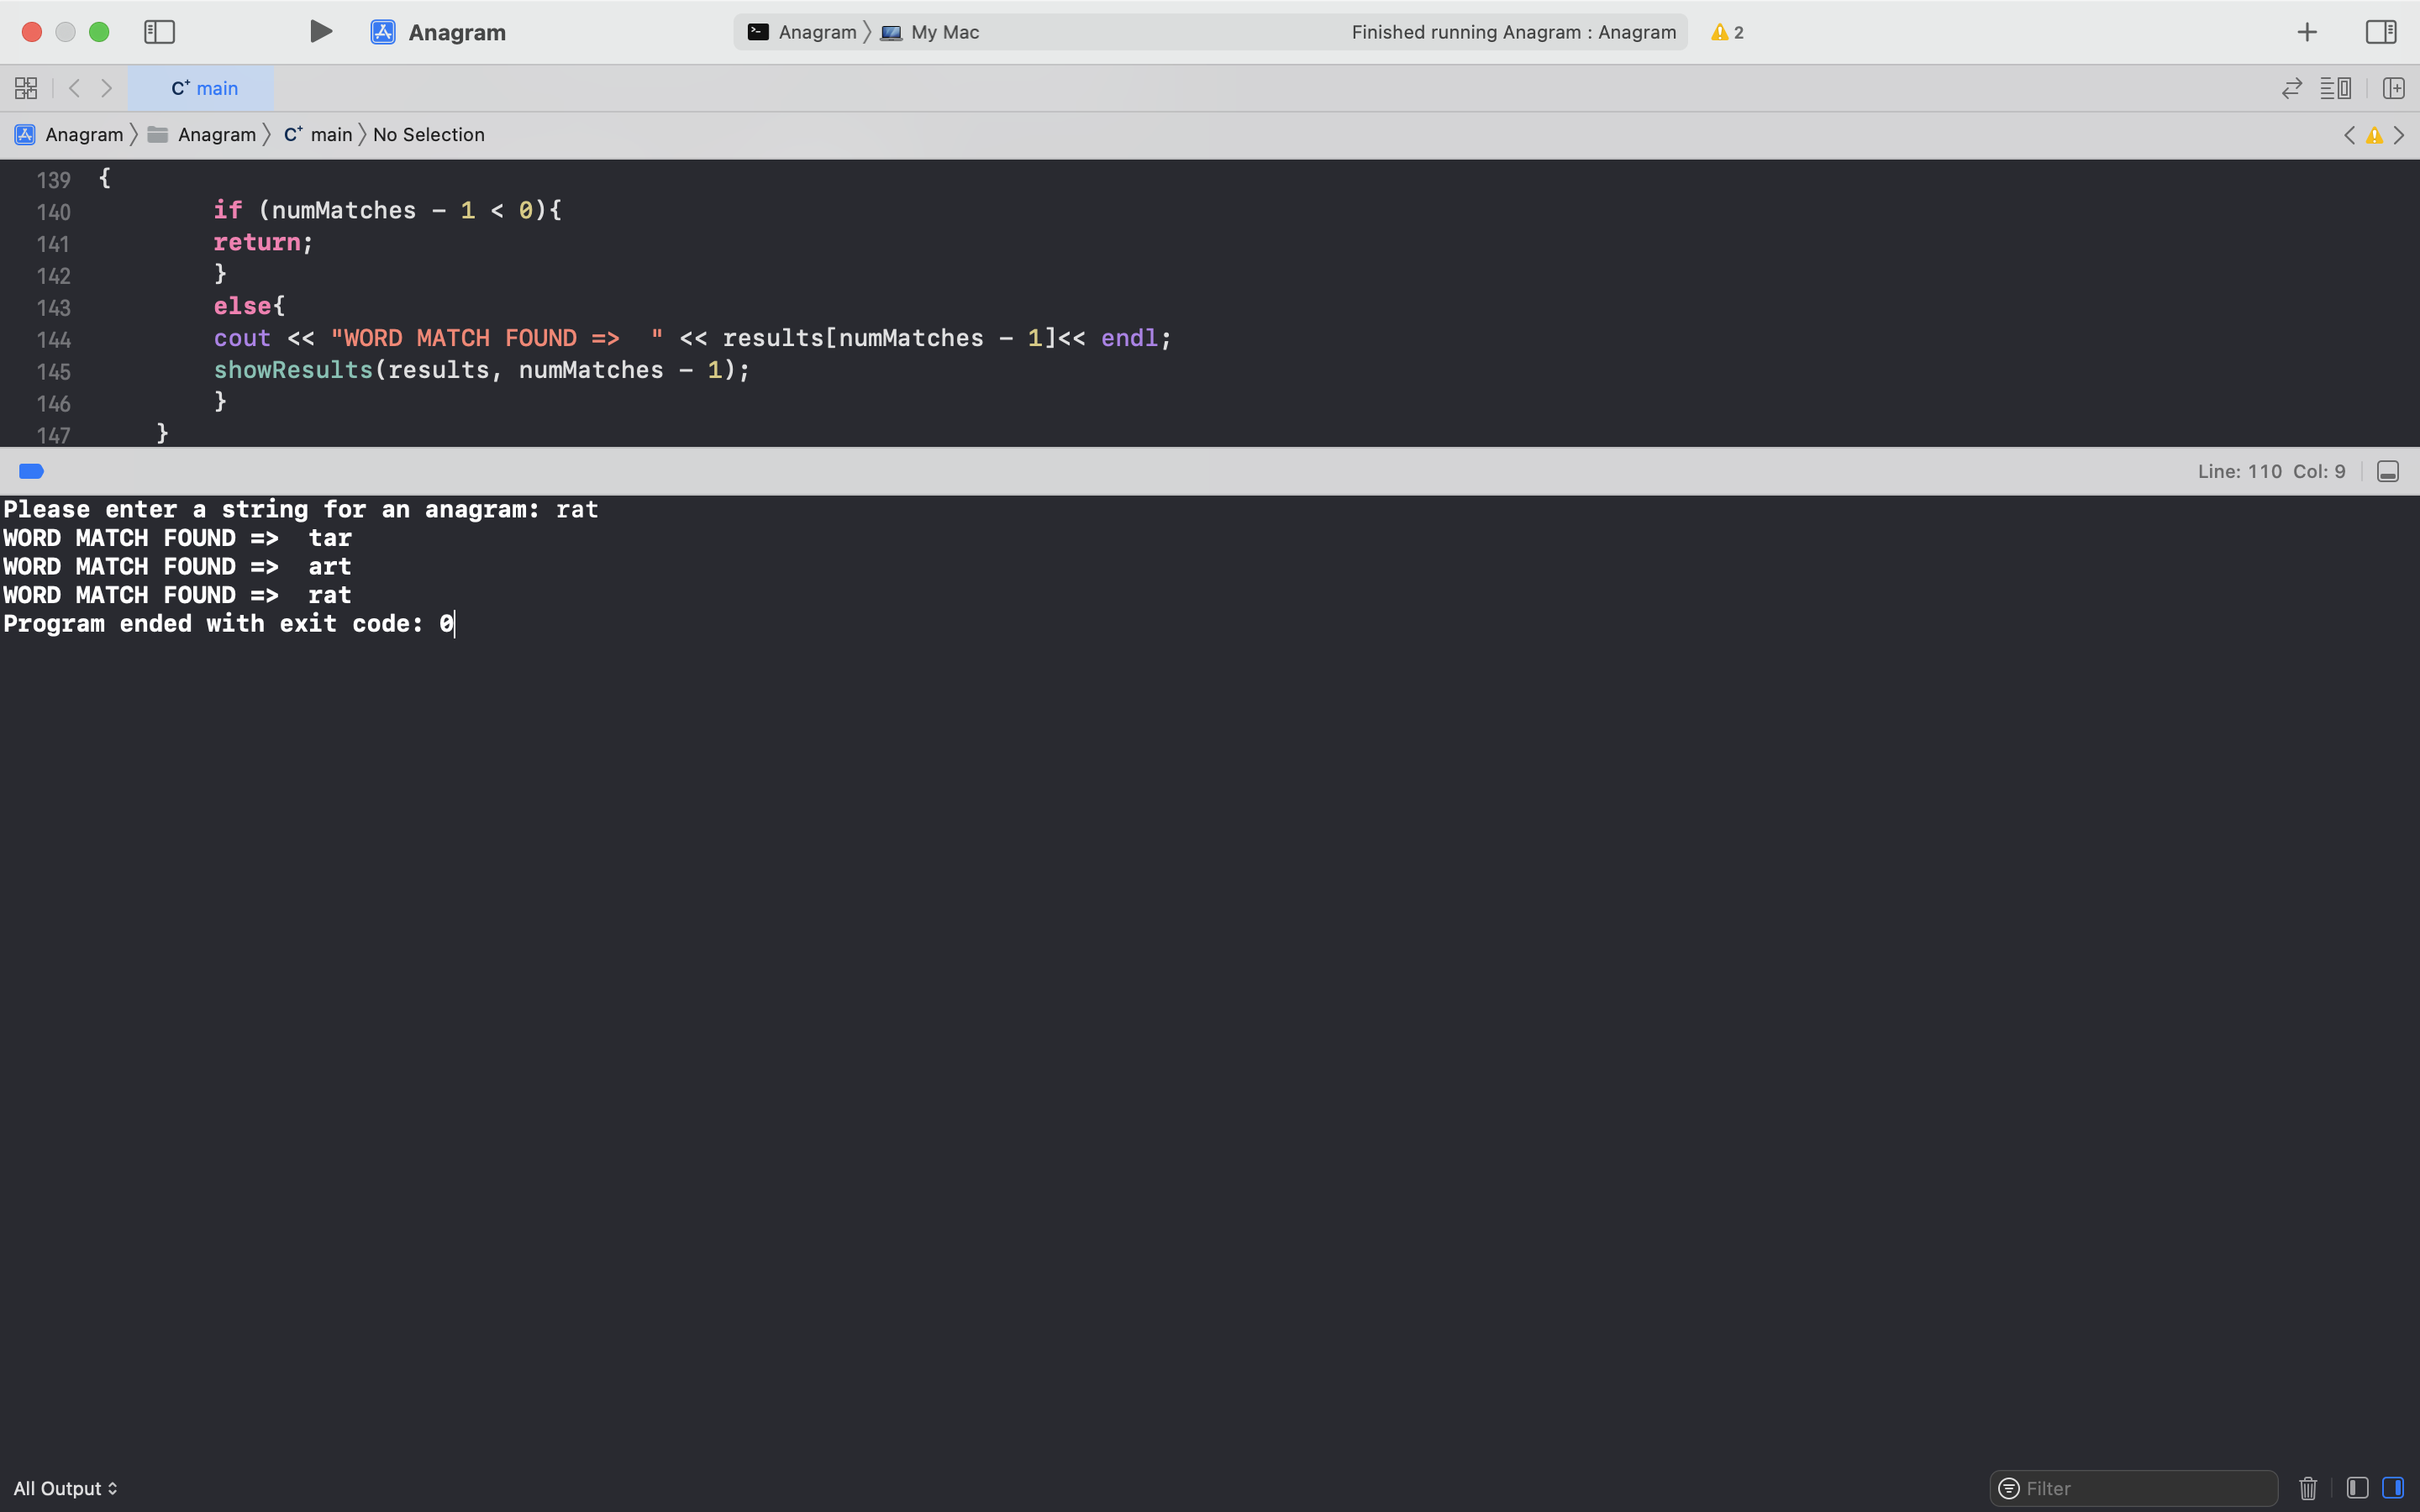 Anagram
Anagram My Mac
Finished running Anagram : Anagram
2
C+ main
Anagram Anagram C+ main No Selection
139 {
140 if (numMatches - 1 < 0){
141 return;
142 }
143 else{
144 cout << "WORD MATCH FOUND =>  " << results[numMatches - 1]<< endl;
145 showResults(results, numMatches - 1);
146 }
147 }
Line: 110 Col: 9
Please enter a string for an anagram: rat
WORD MATCH FOUND =>  tar
WORD MATCH FOUND =>  art
WORD MATCH FOUND =>  rat
Program ended with exit code: 0
All Output
Filter